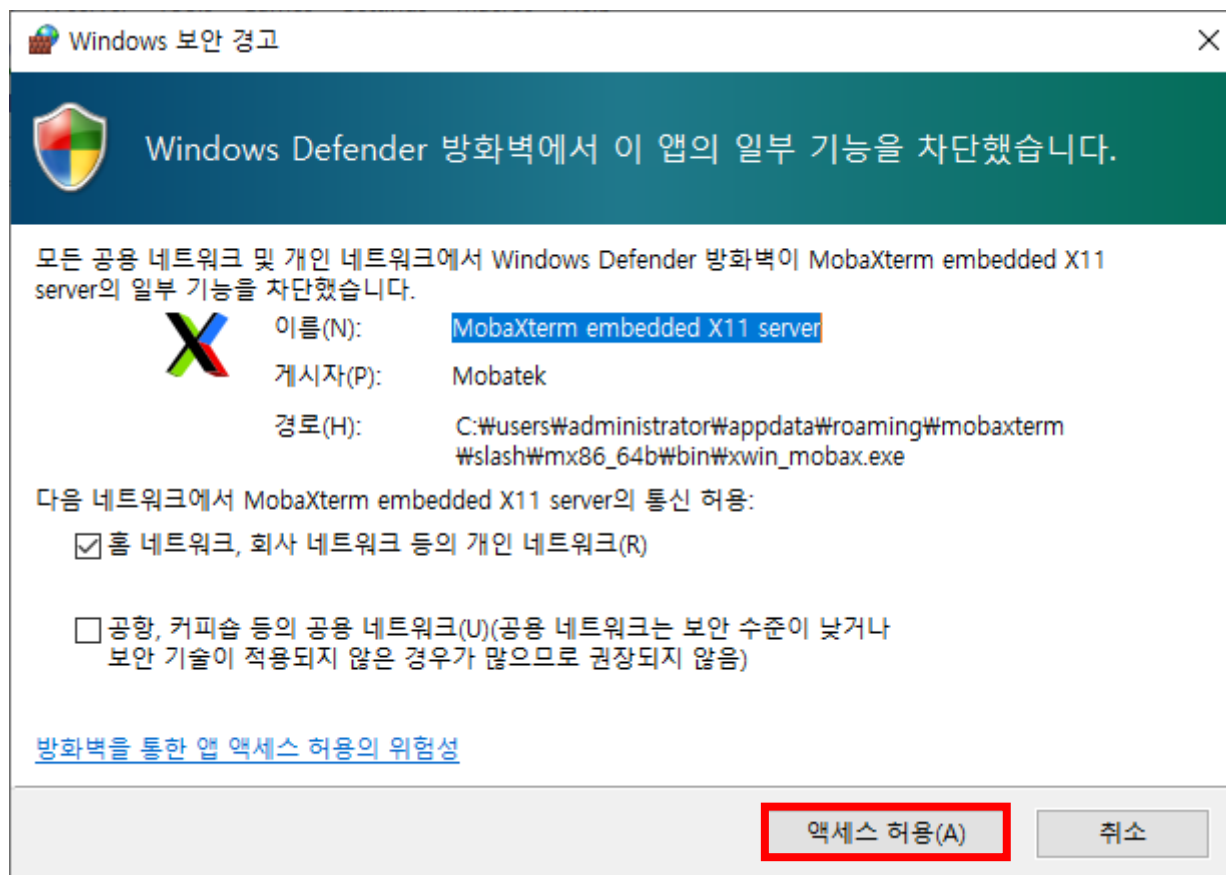 Windows 보안 경고
Windows Defender 방화벽에서 이 앱의 일부 기능을 차단했습니다.
모든 공용 네트워크 및 개인 네트워크에서 Windows Defender 방화벽이 MobaXterm embedded X11
server의 일부 기능을 차단했습니다.
이름(N): MobaXterm embedded X11 server
게시자(P): Mobatek
경로(H): C:₩users₩administrator₩appdata₩roaming₩mobaxterm
₩slash₩mx86_64b₩bin₩xwin_mobax.exe
다음 네트워크에서 MobaXterm embedded X11 server의 통신 허용:
홈 네트워크, 회사 네트워크 등의 개인 네트워크(R)
공항, 커피숍 등의 공용 네트워크(U)(공용 네트워크는 보안 수준이 낮거나
보안 기술이 적용되지 않은 경우가 많으므로 권장되지 않음)
방화벽을 통한 앱 액세스 허용의 위험성
액세스 허용(A) 취소